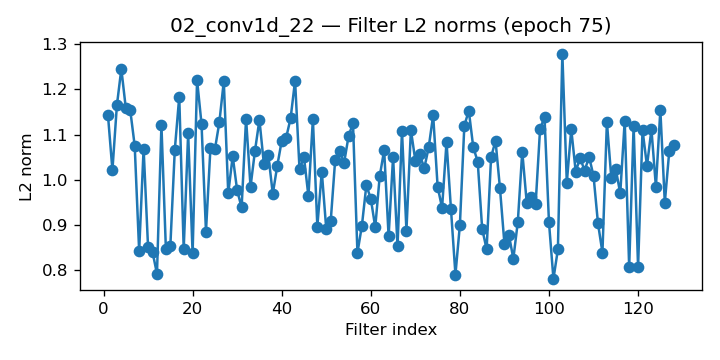 02_conv1d_22 — Filter L2 norms (epoch 75)
1.3
1.2
1.1
1.0
0.9
0.8
L2 norm
0 20 40 60 80 100 120
Filter index